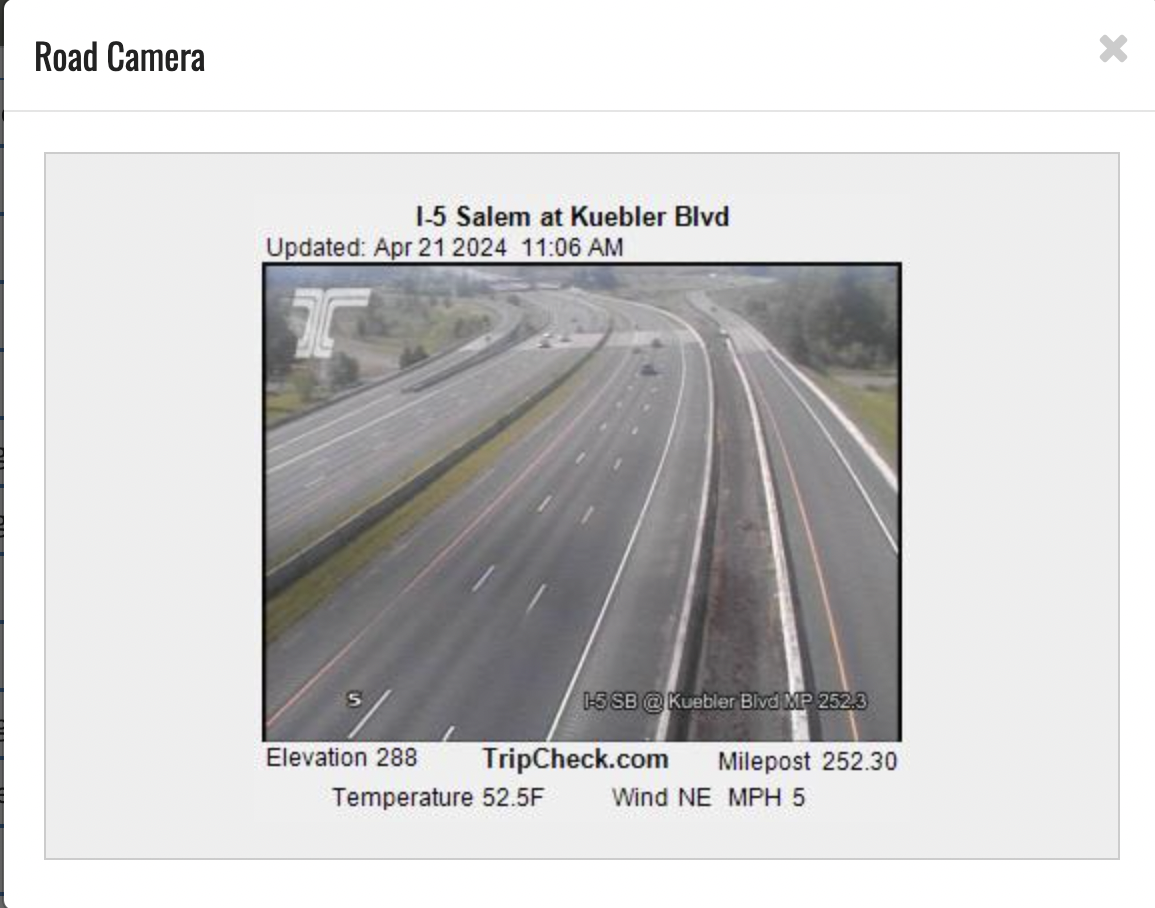 Road Camera
I-5 Salem at Kuebler Blvd
Updated: Apr 21 2024 11:06 AM
S
I-5 SB @ Kuebler Blvd MP 252.3
Elevation 288 TripCheck.com Milepost 252.30
Temperature 52.5F Wind NE MPH 5